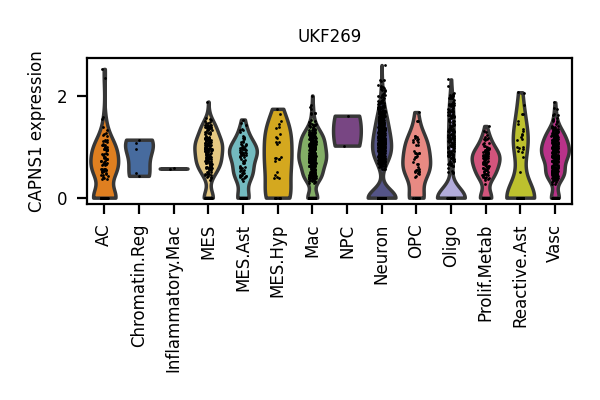 UKF269
CAPNS1 expression
2
0
AC
Chromatin.Reg
Inflammatory.Mac
MES
MES.Ast
MES.Hyp
Mac
NPC
Neuron
OPC
Oligo
Prolif.Metab
Reactive.Ast
Vasc